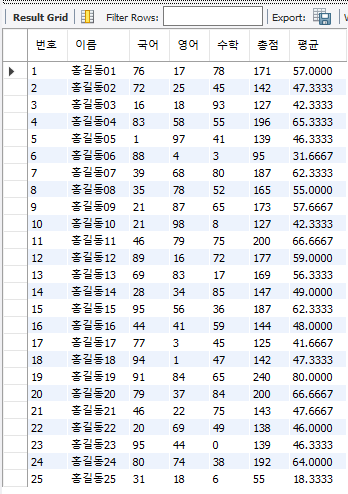 Result Grid Filter Rows: Export:
번호 이름 국어 영어 수학 총점 평균
1 홍길동01 76 17 78 171 57.0000
2 홍길동02 72 25 45 142 47.3333
3 홍길동03 16 18 93 127 42.3333
4 홍길동04 83 58 55 196 65.3333
5 홍길동05 1 97 41 139 46.3333
6 홍길동06 88 4 3 95 31.6667
7 홍길동07 39 68 80 187 62.3333
8 홍길동08 35 78 52 165 55.0000
9 홍길동09 21 87 65 173 57.6667
10 홍길동10 21 98 8 127 42.3333
11 홍길동11 46 79 75 200 66.6667
12 홍길동12 89 16 72 177 59.0000
13 홍길동13 69 83 17 169 56.3333
14 홍길동14 28 34 85 147 49.0000
15 홍길동15 95 56 36 187 62.3333
16 홍길동16 44 41 59 144 48.0000
17 홍길동17 77 3 45 125 41.6667
18 홍길동18 94 1 47 142 47.3333
19 홍길동19 91 84 65 240 80.0000
20 홍길동20 79 37 84 200 66.6667
21 홍길동21 46 22 75 143 47.6667
22 홍길동22 20 69 49 138 46.0000
23 홍길동23 95 44 0 139 46.3333
24 홍길동24 80 74 38 192 64.0000
25 홍길동25 31 18 6 55 18.3333